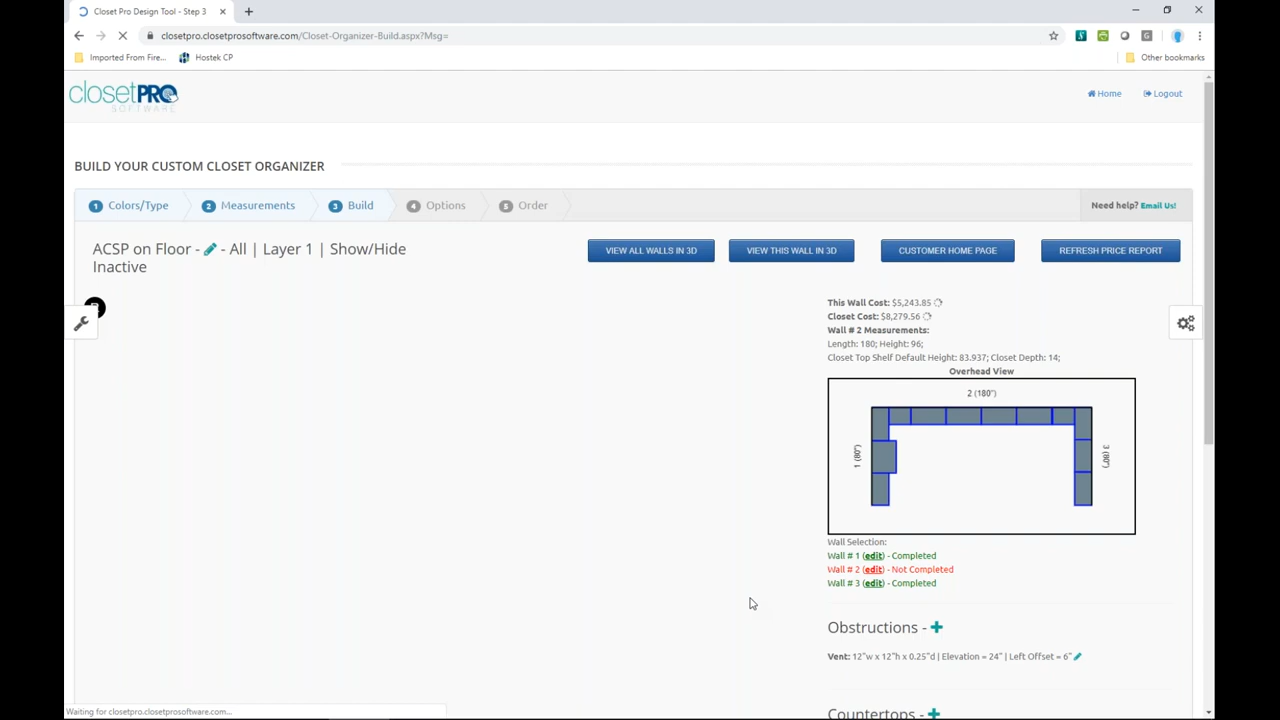 Closet Pro Design Tool - Step 3
closetpro.closetprosoftware.com/Closet-Organizer-Build.aspx?Msg=
Imported From Fire...
Hostek CP
Other bookmarks
closetPRO
SOFTWARE
Home
Logout
BUILD YOUR CUSTOM CLOSET ORGANIZER
1 Colors/Type
2 Measurements
3 Build
4 Options
5 Order
Need help? Email Us!
ACSP on Floor - - All | Layer 1 | Show/Hide
Inactive
VIEW ALL WALLS IN 3D
VIEW THIS WALL IN 3D
CUSTOMER HOME PAGE
REFRESH PRICE REPORT
This Wall Cost: $5,243.85
Closet Cost: $8,279.56
Wall # 2 Measurements:
Length: 180; Height: 96;
Closet Top Shelf Default Height: 83.937; Closet Depth: 14;
Overhead View
2 (180")
1 (80")
3 (80")
Wall Selection:
Wall # 1 (edit) - Completed
Wall # 2 (edit) - Not Completed
Wall # 3 (edit) - Completed
Obstructions - +
Vent: 12"w x 12"h x 0.25"d | Elevation = 24" | Left Offset = 6"
Countertops - +
Waiting for closetpro.closetprosoftware.com...